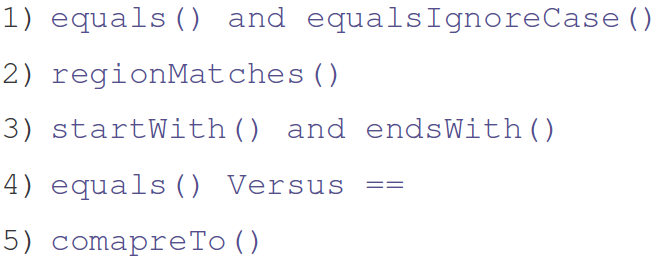 1) equals() and equalsIgnoreCase()
2) regionMatches()
3) startWith() and endsWith()
4) equals() Versus ==
5) comapreTo()